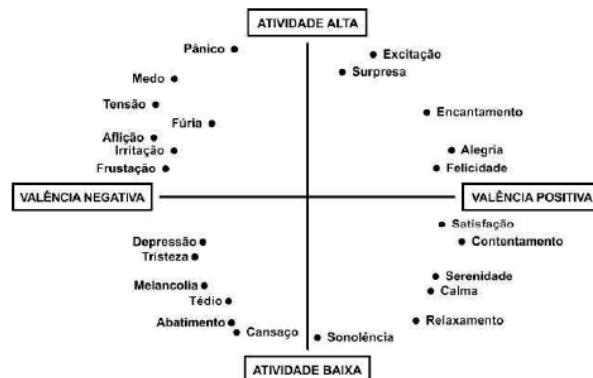 ATIVIDADE ALTA
Pânico
Excitação
Surpresa
Medo
Tensão
Encantamento
Fúria
Aflição
Irritação
Alegria
Frustação
Felicidade
VALÊNCIA NEGATIVA
VALÊNCIA POSITIVA
Satisfação
Depressão
Contentamento
Tristeza
Serenidade
Melancolia
Calma
Tédio
Abatimento
Relaxamento
Cansaço
Sonolência
ATIVIDADE BAIXA